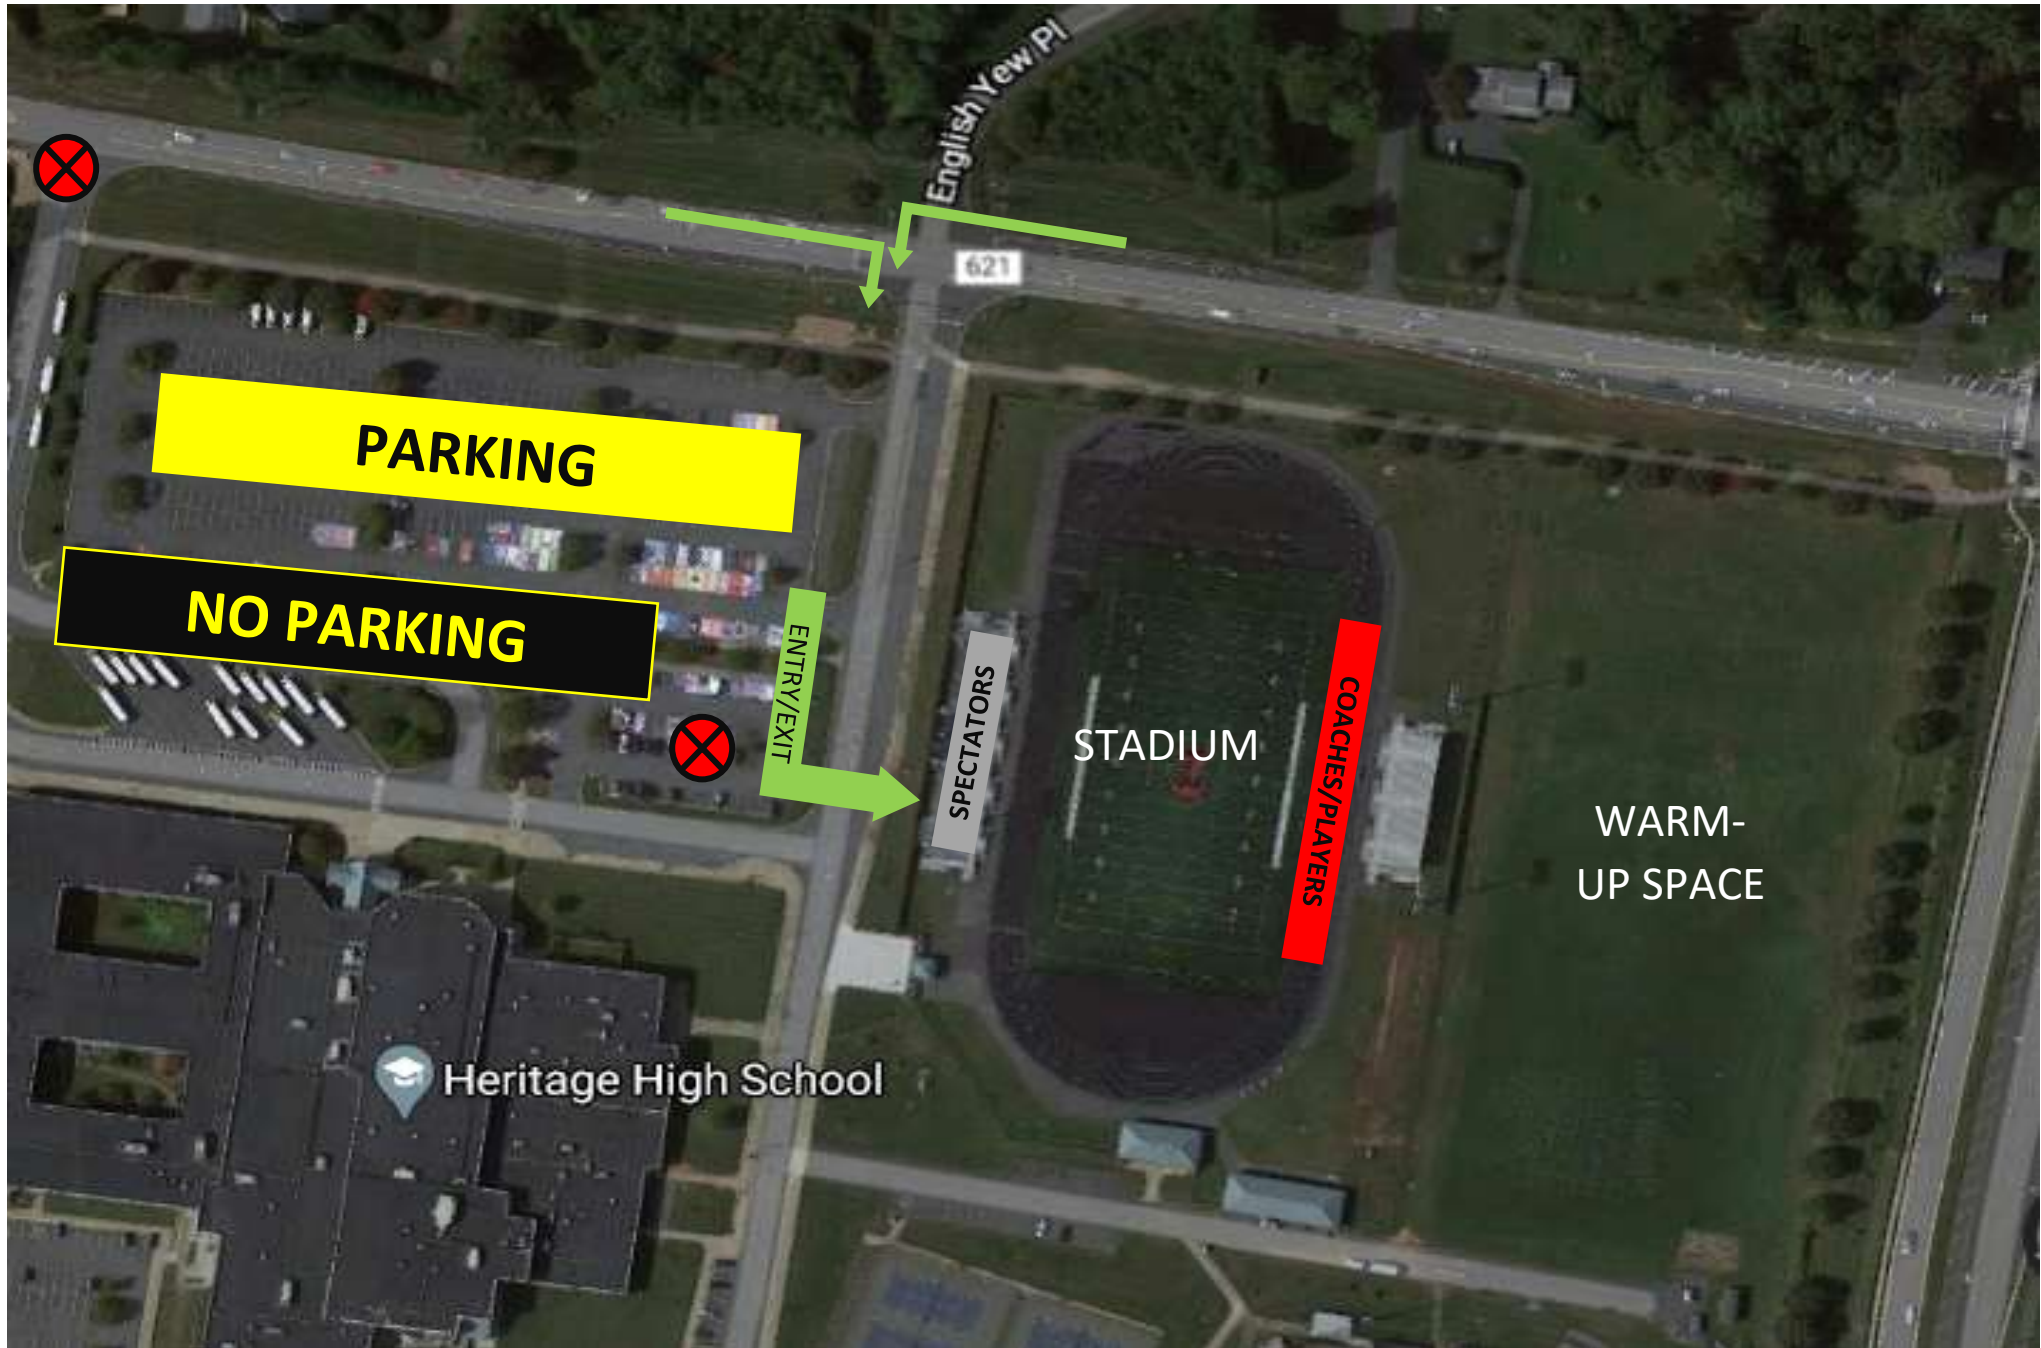 English Yew Pl
621
PARKING
NO PARKING
ENTRY/EXIT
SPECTATORS
STADIUM
COACHES/PLAYERS
WARM-
UP SPACE
Heritage High School